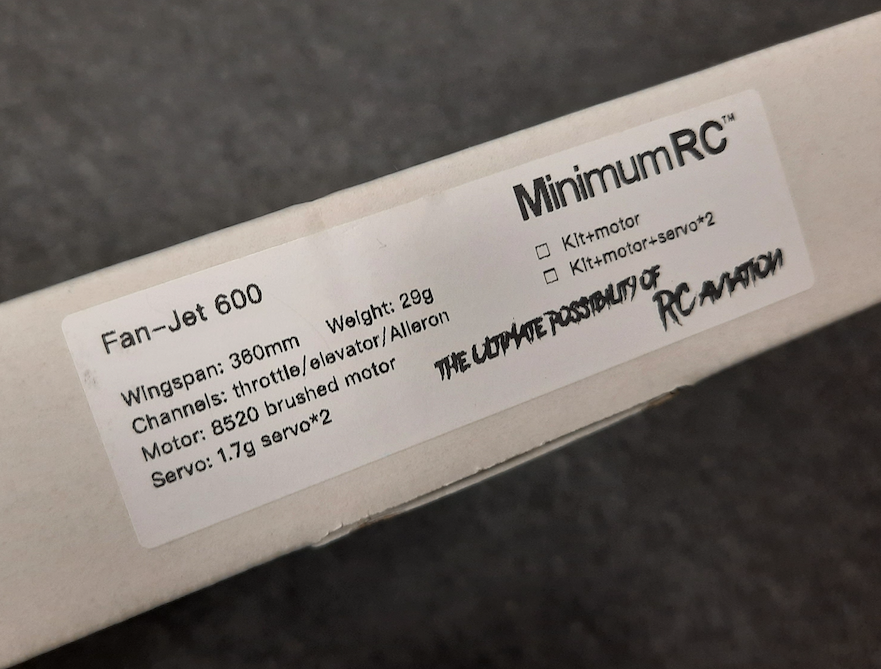 MinimumRC™
□ Kit+motor
□ Kit+motor+servo*2
THE ULTIMATE POSSIBILITY OF
RC AVIATION
Fan-Jet 600
Wingspan: 360mm Weight: 29g
Channels: throttle/elevator/Aileron
Motor: 8520 brushed motor
Servo: 1.7g servo*2